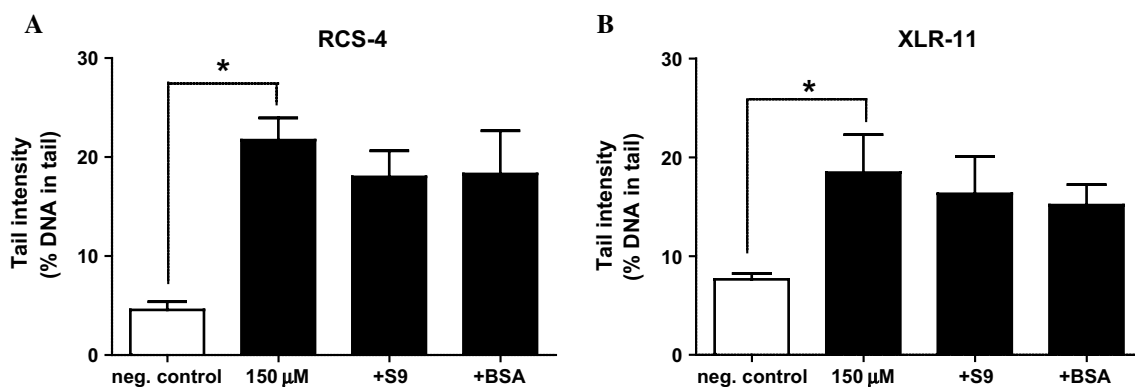 A
RCS-4
30
20
10
0
Tail intensity
(% DNA in tail)
*
neg. control
150 µM
+S9
+BSA
B
XLR-11
30
20
10
0
Tail intensity
(% DNA in tail)
*
neg. control
150 µM
+S9
+BSA